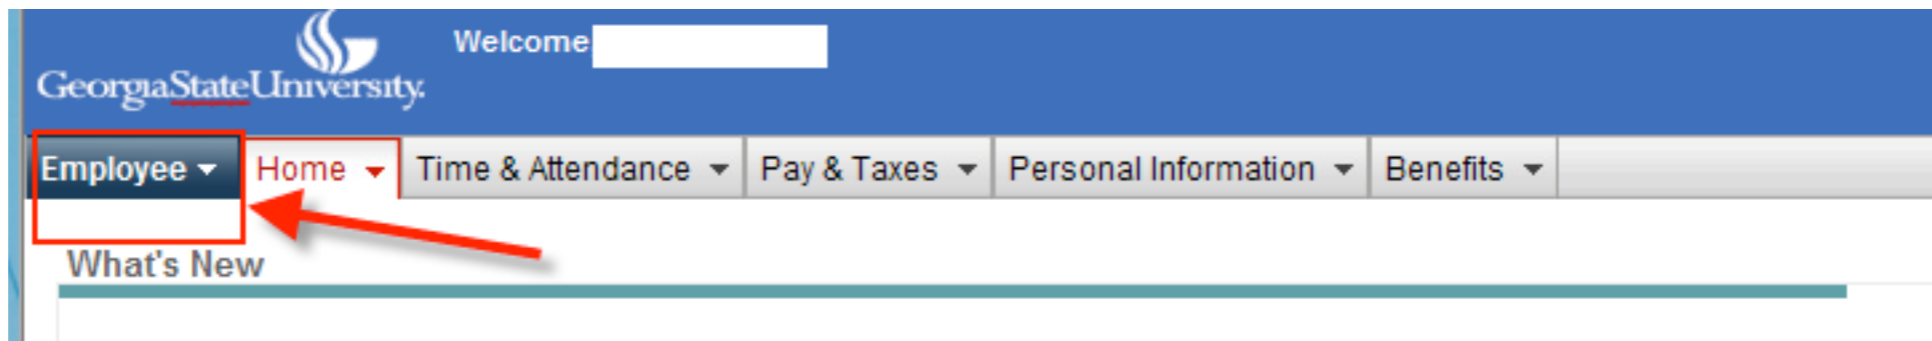 Welcome
GeorgiaStateUniversity.
Employee Home Time & Attendance Pay & Taxes Personal Information Benefits
What's New